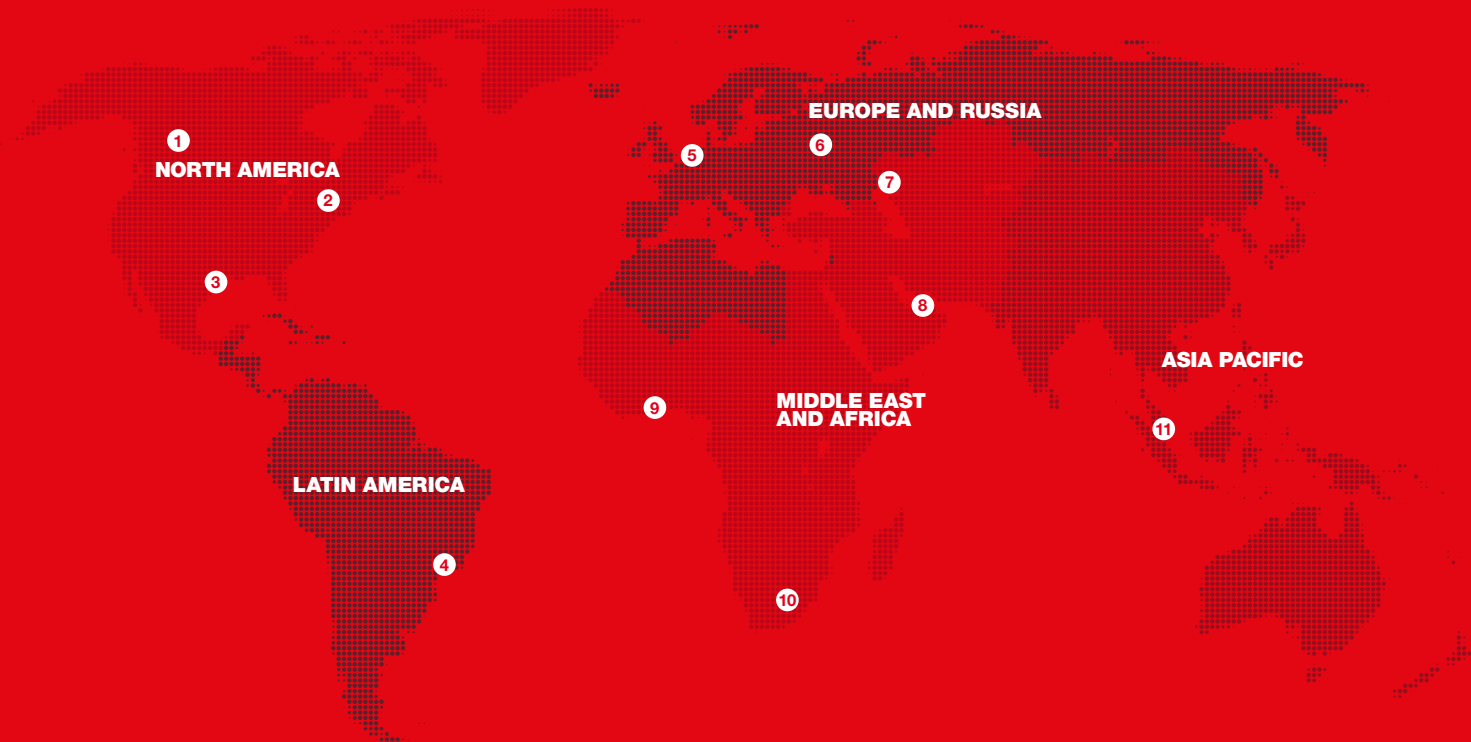 EUROPE AND RUSSIA
1
6
5
NORTH AMERICA
7
2
3
8
ASIA PACIFIC
MIDDLE EAST
AND AFRICA
9
11
LATIN AMERICA
4
10